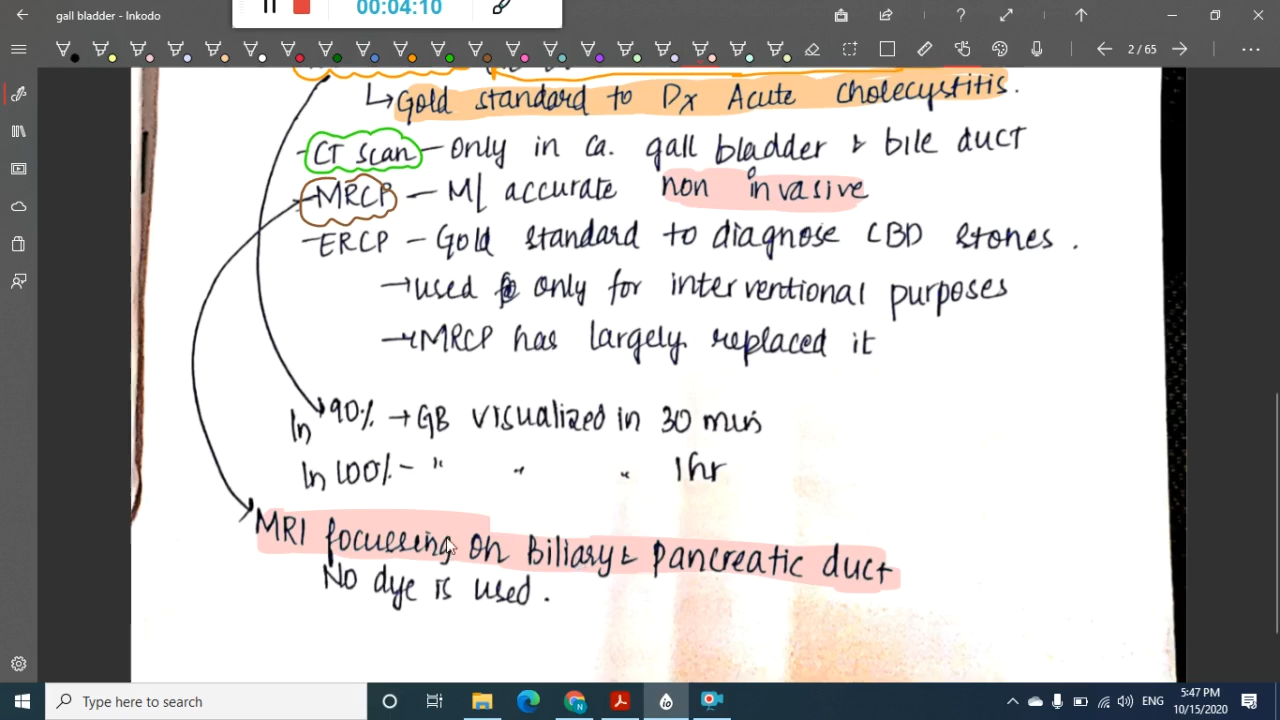 gall bladder - Inkodo
00:04:10
2/65
↳ Gold standard to Dx Acute cholecystitis.
- CT scan - only in ca. gall bladder & bile duct
- MRCP - M/ accurate non invasive
- ERCP - Gold standard to diagnose CBD stones.
→ used only for interventional purposes
→ MRCP has largely replaced it
In 90% → GB visualized in 30 mins
In 100% - " " " 1 hr
MRI focussing on Biliary & pancreatic duct
No dye is used.
Type here to search
ENG
5:47 PM
10/15/2020